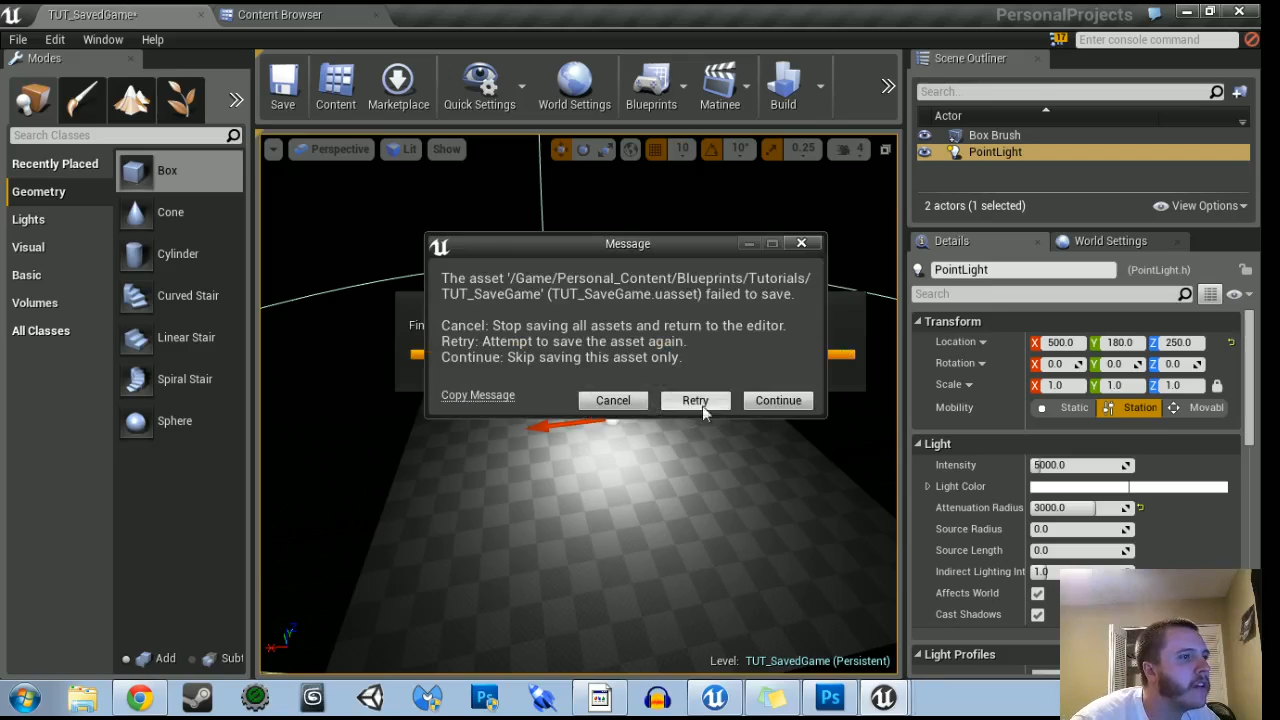 TUT_SavedGame*
Content Browser
PersonalProjects
File
Edit
Window
Help
17
Enter console command
Modes
Save
Content
Marketplace
Quick Settings
World Settings
Blueprints
Matinee
Build
Scene Outliner
Search...
Actor
Box Brush
PointLight
2 actors (1 selected)
View Options
Search Classes
Recently Placed
Geometry
Lights
Visual
Basic
Volumes
All Classes
Box
Cone
Cylinder
Curved Stair
Linear Stair
Spiral Stair
Sphere
Add
Subt
Perspective
Lit
Show
10
10°
0.25
4
Message
The asset '/Game/Personal_Content/Blueprints/Tutorials/
TUT_SaveGame' (TUT_SaveGame.uasset) failed to save.
Cancel: Stop saving all assets and return to the editor.
Retry: Attempt to save the asset again.
Continue: Skip saving this asset only.
Copy Message
Cancel
Retry
Continue
Fin
Level: TUT_SavedGame (Persistent)
Details
World Settings
PointLight
(PointLight.h)
Search
Transform
Location
X 500.0 Y 180.0 Z 250.0
Rotation
X 0.0 Y 0.0 Z 0.0
Scale
X 1.0 Y 1.0 Z 1.0
Mobility
Static
Station
Movabl
Light
Intensity
5000.0
Light Color
Attenuation Radius
3000.0
Source Radius
0.0
Source Length
0.0
Indirect Lighting Int
1.0
Affects World
Cast Shadows
Light Profiles
Ps